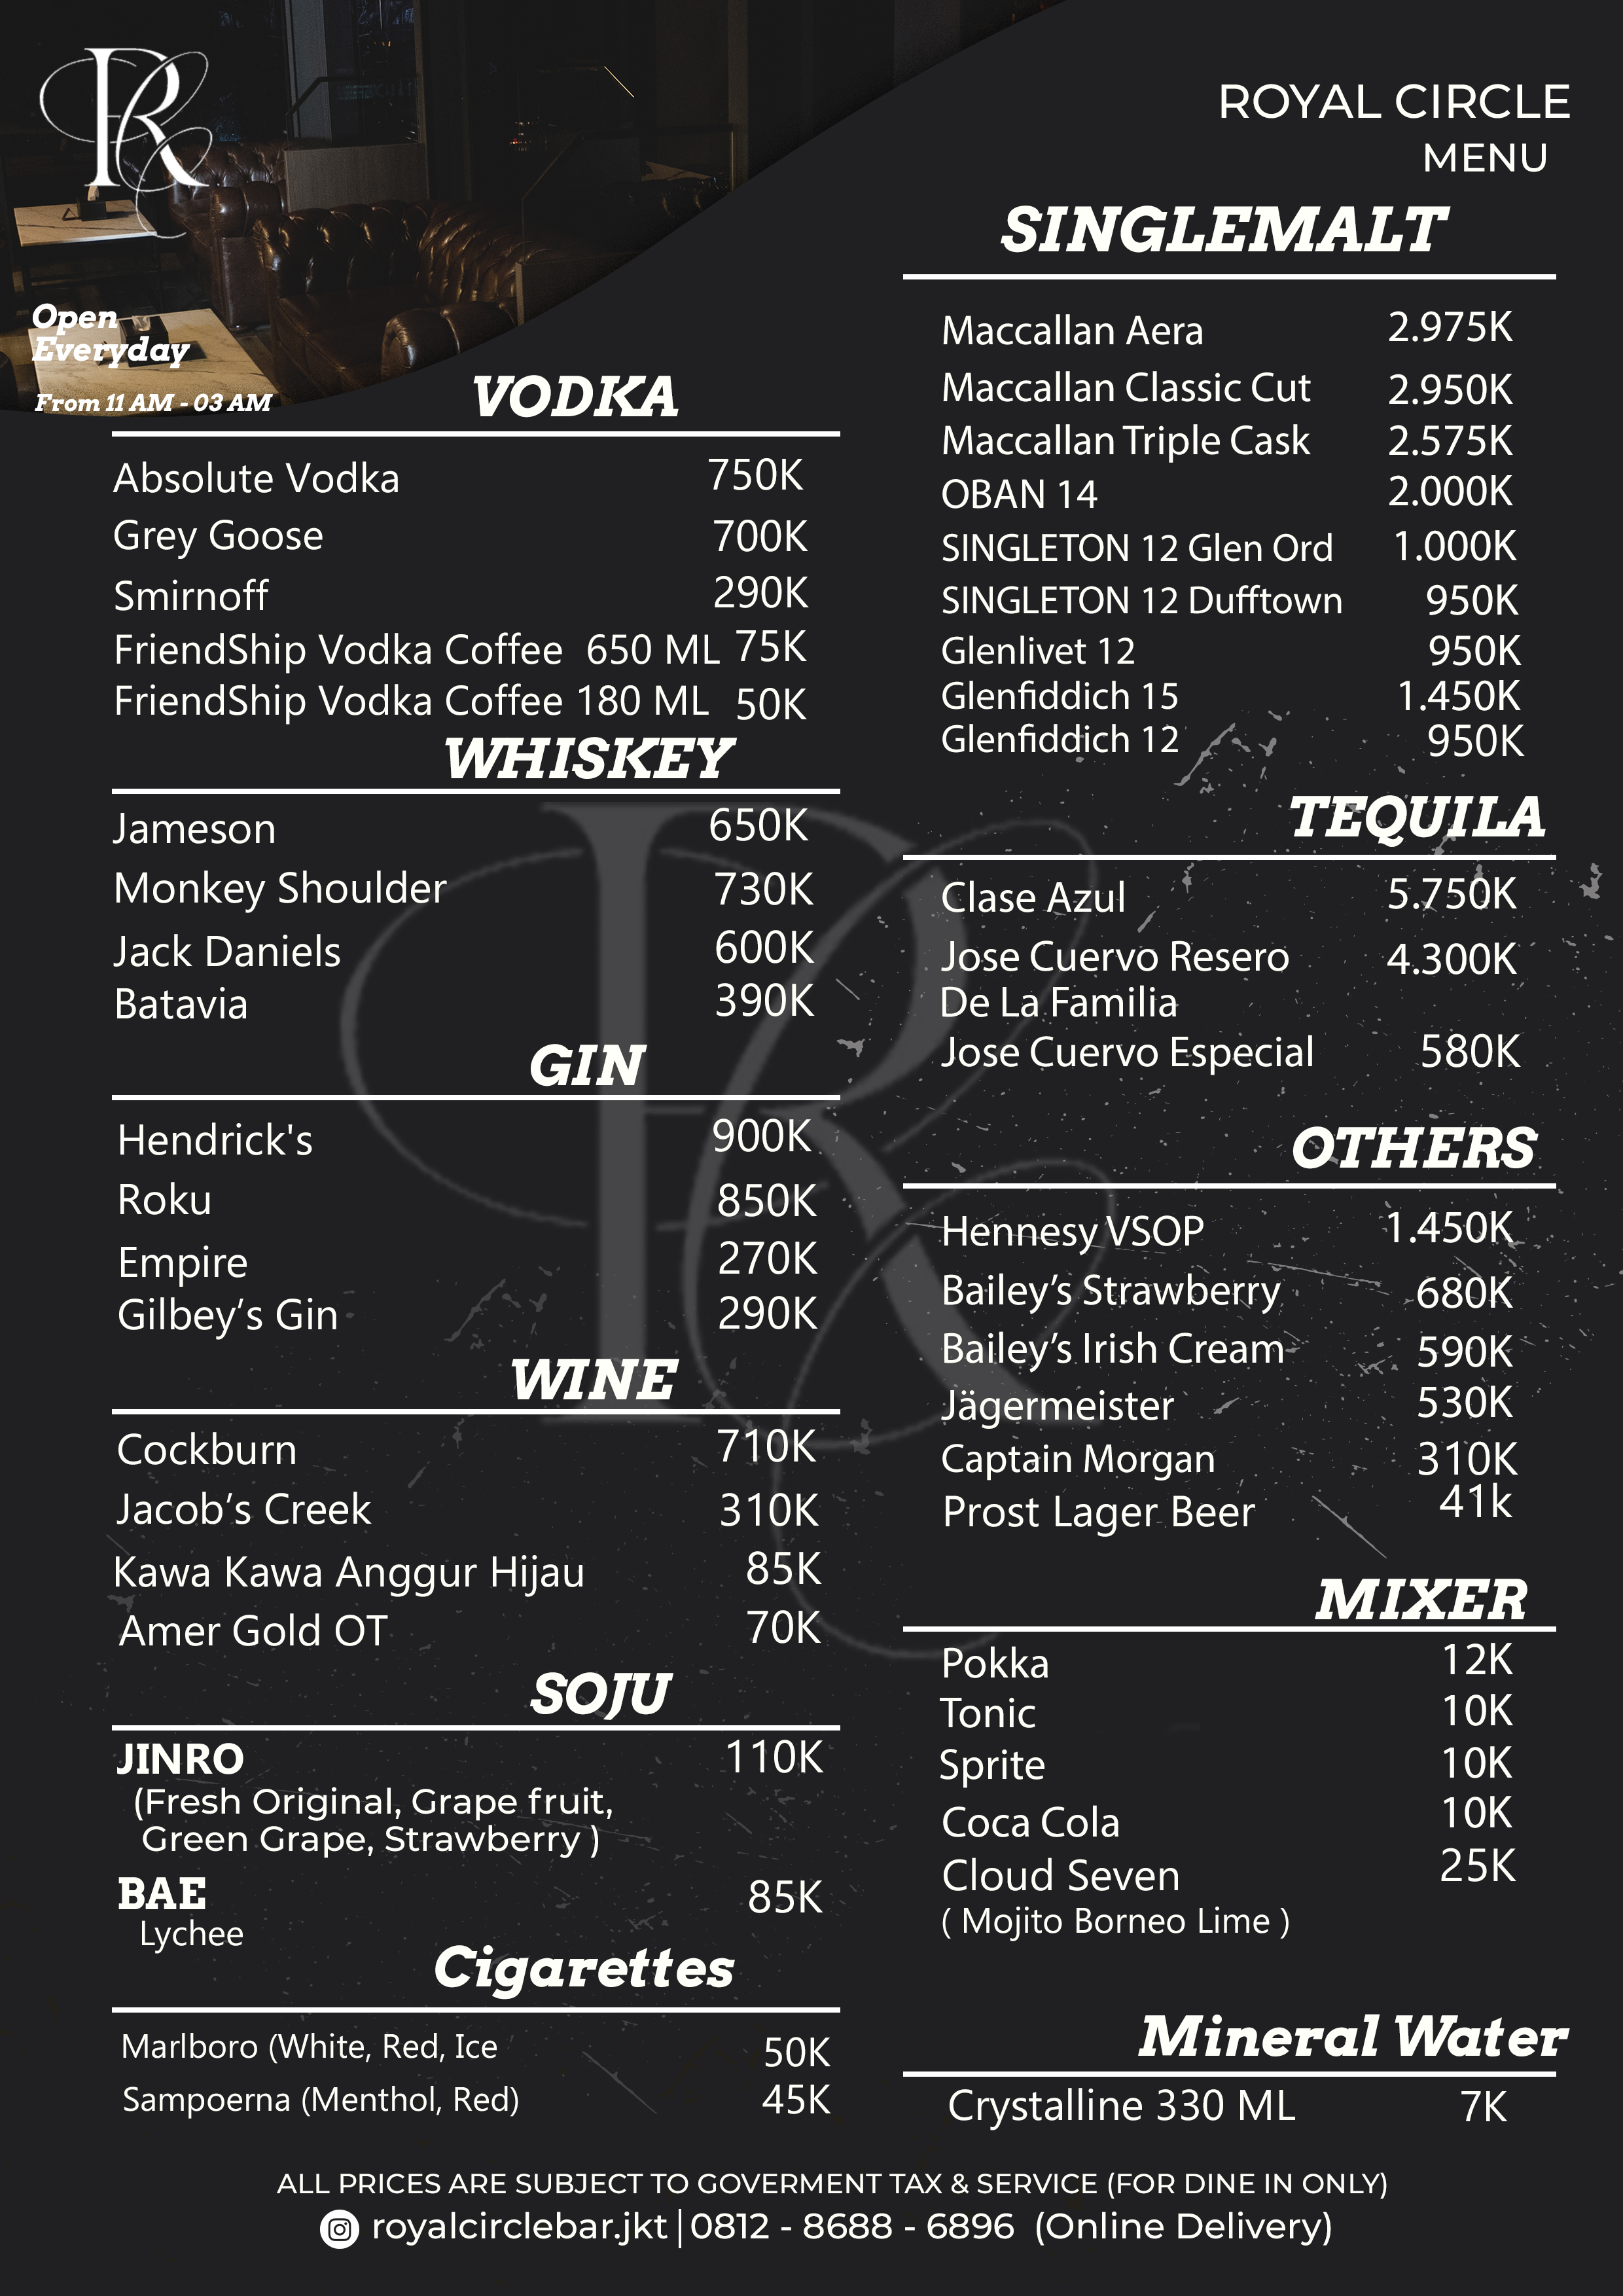 R
Open
Everyday
From 11 AM - 03 AM
ROYAL CIRCLE
MENU
VODKA
Absolute Vodka 750K
Grey Goose 700K
Smirnoff 290K
FriendShip Vodka Coffee 650 ML 75K
FriendShip Vodka Coffee 180 ML 50K
WHISKEY
Jameson 650K
Monkey Shoulder 730K
Jack Daniels 600K
Batavia 390K
GIN
Hendrick's 900K
Roku 850K
Empire 270K
Gilbey’s Gin 290K
WINE
Cockburn 710K
Jacob’s Creek 310K
Kawa Kawa Anggur Hijau 85K
Amer Gold OT 70K
SOJU
JINRO 110K
(Fresh Original, Grape fruit,
Green Grape, Strawberry )
BAE 85K
Lychee
Cigarettes
Marlboro (White, Red, Ice 50K
Sampoerna (Menthol, Red) 45K
SINGLEMALT
Maccallan Aera 2.975K
Maccallan Classic Cut 2.950K
Maccallan Triple Cask 2.575K
OBAN 14 2.000K
SINGLETON 12 Glen Ord 1.000K
SINGLETON 12 Dufftown 950K
Glenlivet 12 950K
Glenfiddich 15 1.450K
Glenfiddich 12 950K
TEQUILA
Clase Azul 5.750K
Jose Cuervo Resero 4.300K
De La Familia
Jose Cuervo Especial 580K
OTHERS
Hennesy VSOP 1.450K
Bailey’s Strawberry 680K
Bailey’s Irish Cream 590K
Jägermeister 530K
Captain Morgan 310K
Prost Lager Beer 41k
MIXER
Pokka 12K
Tonic 10K
Sprite 10K
Coca Cola 10K
Cloud Seven 25K
( Mojito Borneo Lime )
Mineral Water
Crystalline 330 ML 7K
ALL PRICES ARE SUBJECT TO GOVERMENT TAX & SERVICE (FOR DINE IN ONLY)
royalcirclebar.jkt | 0812 - 8688 - 6896 (Online Delivery)